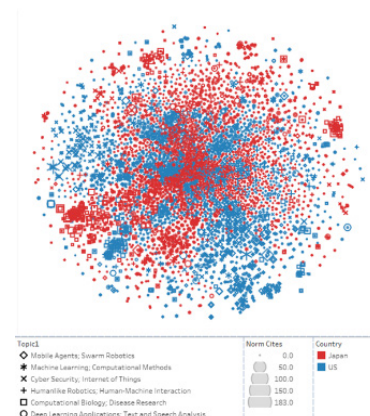 Topic1
Mobile Agents; Swarm Robotics
Machine Learning; Computational Methods
Cyber Security; Internet of Things
Humanlike Robotics; Human-Machine Interaction
Computational Biology; Disease Research
Deep Learning Applications; Text and Speech Analysis
Norm Cites
0.0
50.0
100.0
150.0
183.0
Country
Japan
US